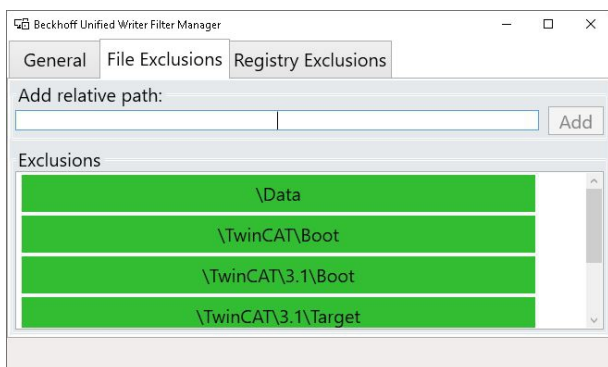 Beckhoff Unified Writer Filter Manager
General File Exclusions Registry Exclusions
Add relative path:
Add
Exclusions
\Data
\TwinCAT\Boot
\TwinCAT\3.1\Boot
\TwinCAT\3.1\Target